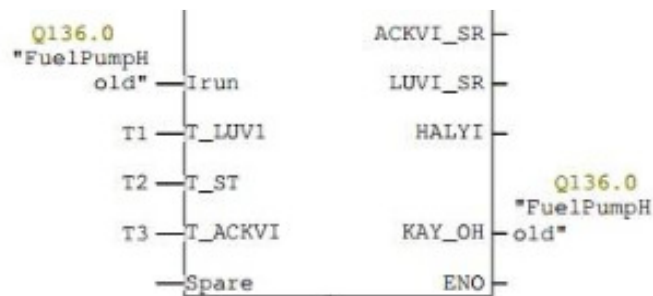 Q136.0
"FuelPumpH
old"
Irun
T1
T_LUV1
T2
T_ST
T3
T_ACKVI
Spare
ACKVI_SR
LUVI_SR
HALYI
Q136.0
"FuelPumpH
KAY_OH
old"
ENO